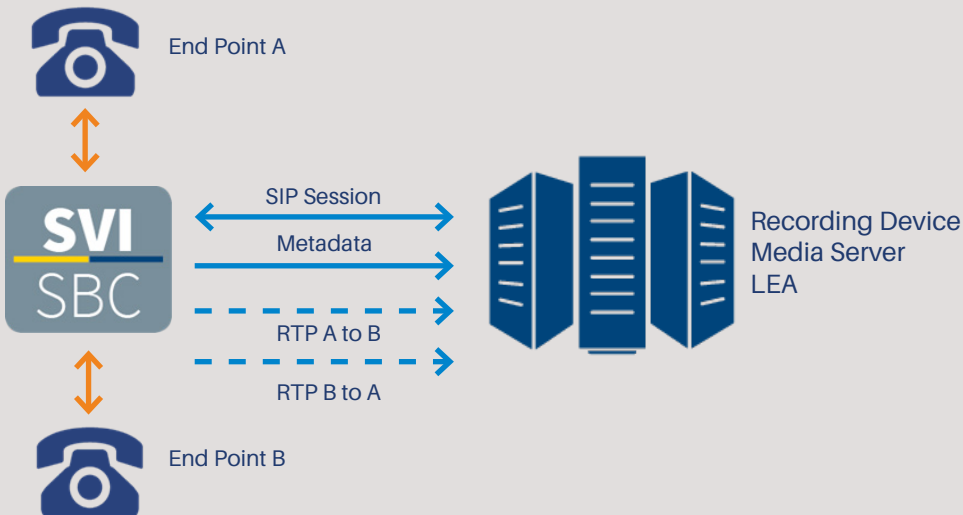 End Point A
SVI
SBC
SIP Session
Metadata
RTP A to B
RTP B to A
Recording Device
Media Server
LEA
End Point B